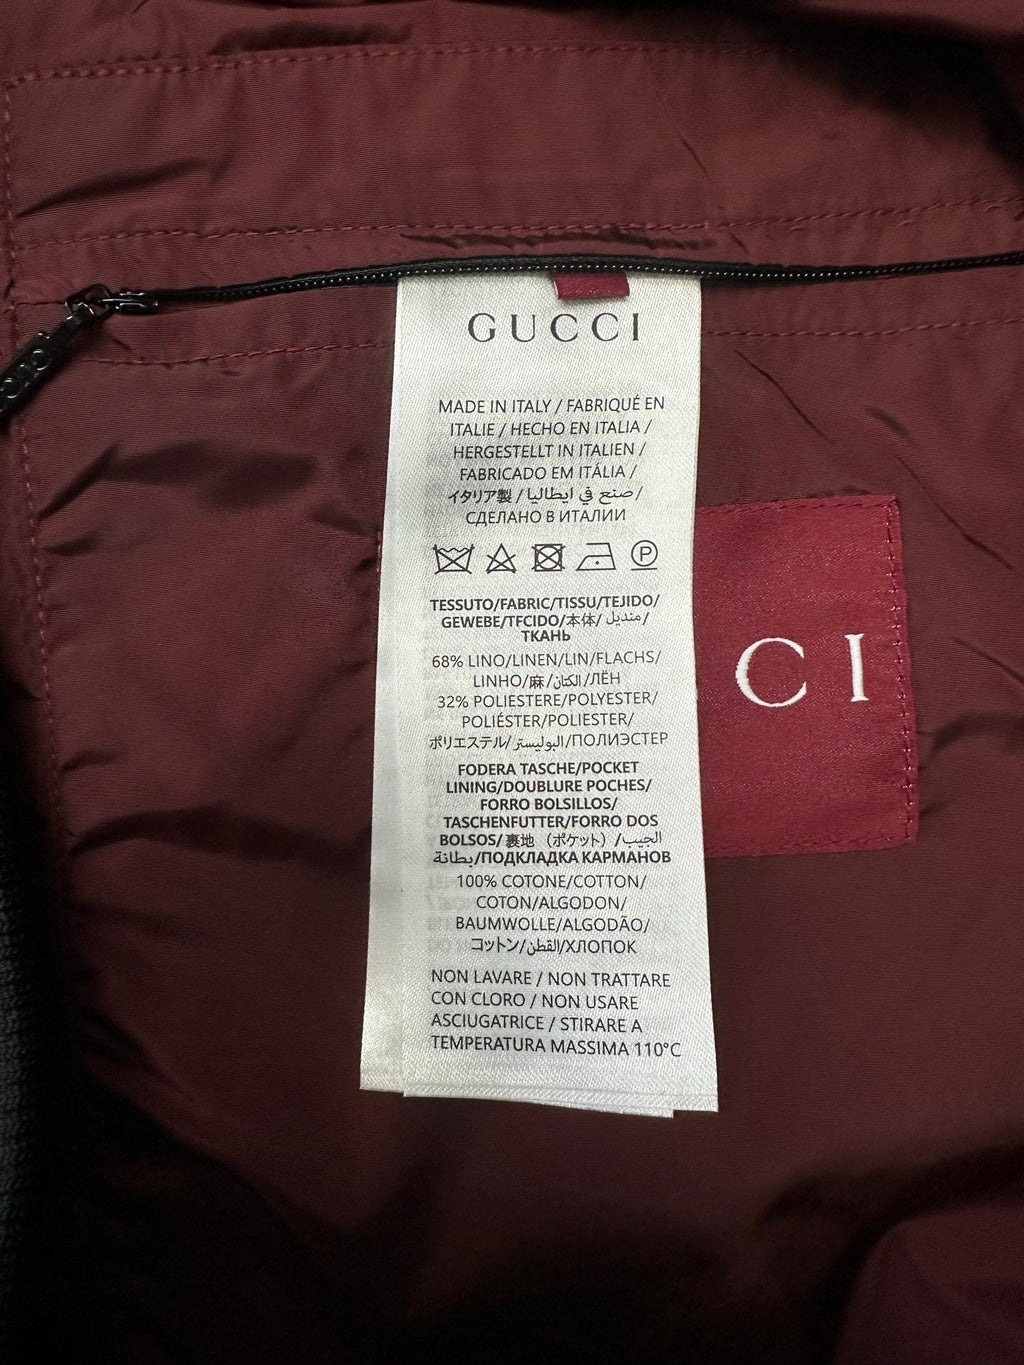 GUCCI
MADE IN ITALY / FABRIQUÉ EN
ITALIE / HECHO EN ITALIA /
HERGESTELLT IN ITALIEN /
FABRICADO EM ITÁLIA /
イタリア製 / صنع في ايطاليا /
СДЕЛАНО В ИТАЛИИ
P
TESSUTO/FABRIC/TISSU/TEJIDO/
GEWEBE/TFCIDO/本体/ منديل/
ТКАНЬ
68% LINO/LINEN/LIN/FLACHS/
LINHO/麻/الكتان/ЛЁН
32% POLIESTERE/POLYESTER/
POLIÉSTER/POLIESTER/
ポリエステル/البوليستر/ПОЛИЭСТЕР
FODERA TASCHE/POCKET
LINING/DOUBLURE POCHES/
FORRO BOLSILLOS/
TASCHENFUTTER/FORRO DOS
BOLSOS/裏地 （ポケット）/الجيب
بطانة/ПОДКЛАДКА КАРМАНОВ
100% COTONE/COTTON/
COTON/ALGODON/
BAUMWOLLE/ALGODÃO/
コットン/القطن/ХЛОПОК
NON LAVARE / NON TRATTARE
CON CLORO / NON USARE
ASCIUGATRICE / STIRARE A
TEMPERATURA MASSIMA 110°C
CI